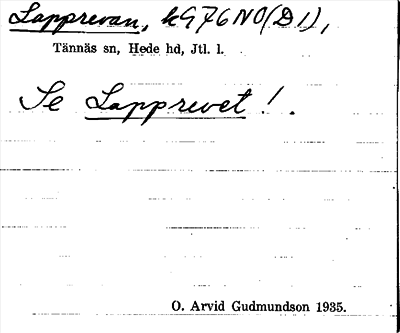 Lapprevan, kG76NO(D1),
Tännäs sn, Hede hd, Jtl. l.
Se Lapprevet!.
O. Arvid Gudmundson 1935.